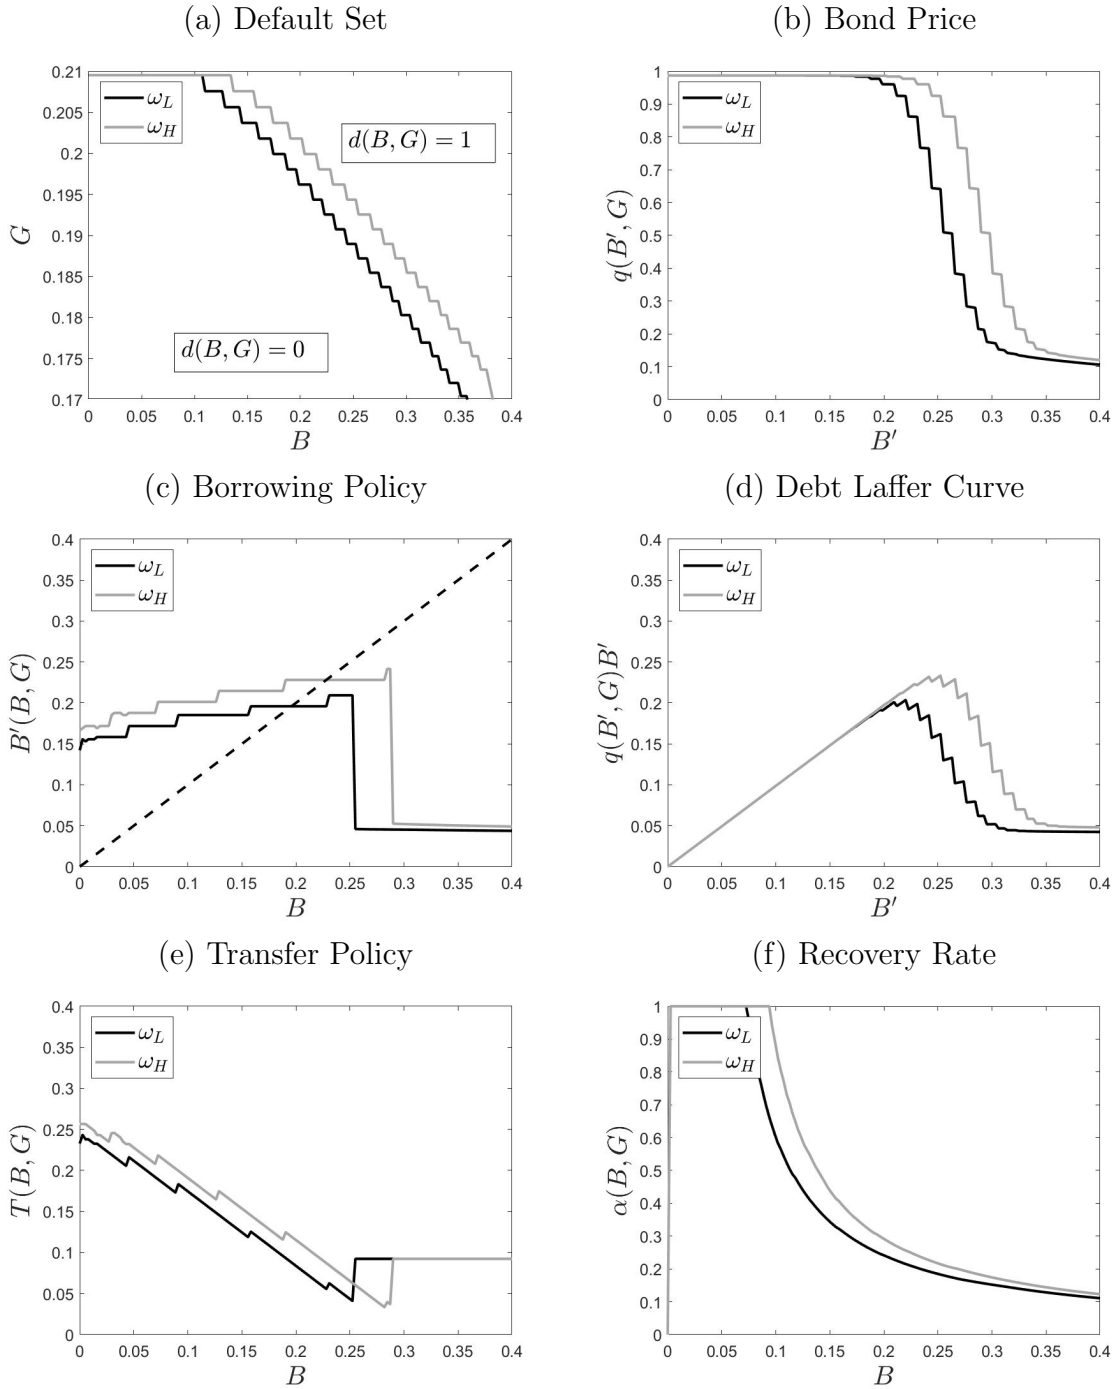 (a) Default Set
(b) Bond Price
0.21
0.205
0.2
0.195
0.19
0.185
0.18
0.175
0.17
G
ω_L
ω_H
d(B, G) = 1
d(B, G) = 0
0 0.05 0.1 0.15 0.2 0.25 0.3 0.35 0.4
B
1
0.9
0.8
0.7
0.6
0.5
0.4
0.3
0.2
0.1
0
q(B′, G)
ω_L
ω_H
0 0.05 0.1 0.15 0.2 0.25 0.3 0.35 0.4
B′
(c) Borrowing Policy
(d) Debt Laffer Curve
0.4
0.35
0.3
0.25
0.2
0.15
0.1
0.05
0
B′(B, G)
ω_L
ω_H
0 0.05 0.1 0.15 0.2 0.25 0.3 0.35 0.4
B
0.4
0.35
0.3
0.25
0.2
0.15
0.1
0.05
0
q(B′, G)B′
ω_L
ω_H
0 0.05 0.1 0.15 0.2 0.25 0.3 0.35 0.4
B′
(e) Transfer Policy
(f) Recovery Rate
0.4
0.35
0.3
0.25
0.2
0.15
0.1
0.05
0
T(B, G)
ω_L
ω_H
0 0.05 0.1 0.15 0.2 0.25 0.3 0.35 0.4
B
1
0.9
0.8
0.7
0.6
0.5
0.4
0.3
0.2
0.1
0
α(B, G)
ω_L
ω_H
0 0.05 0.1 0.15 0.2 0.25 0.3 0.35 0.4
B